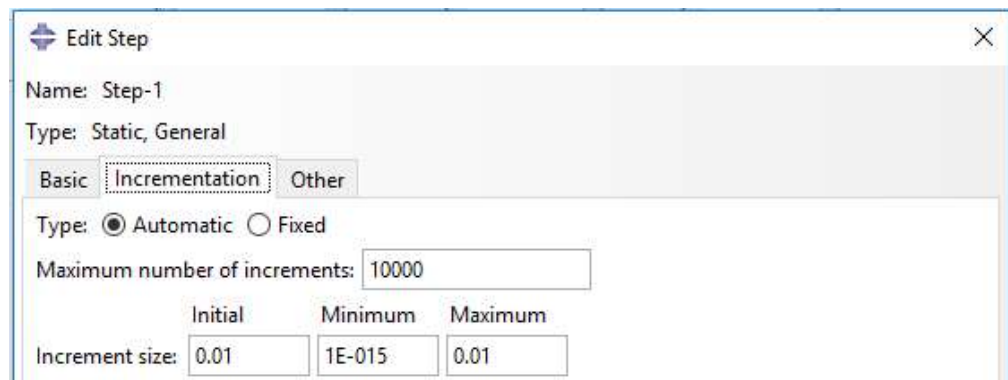 Edit Step
Name: Step-1
Type: Static, General
Basic Incrementation Other
Type: Automatic Fixed
Maximum number of increments: 10000
Initial Minimum Maximum
Increment size: 0.01 1E-015 0.01